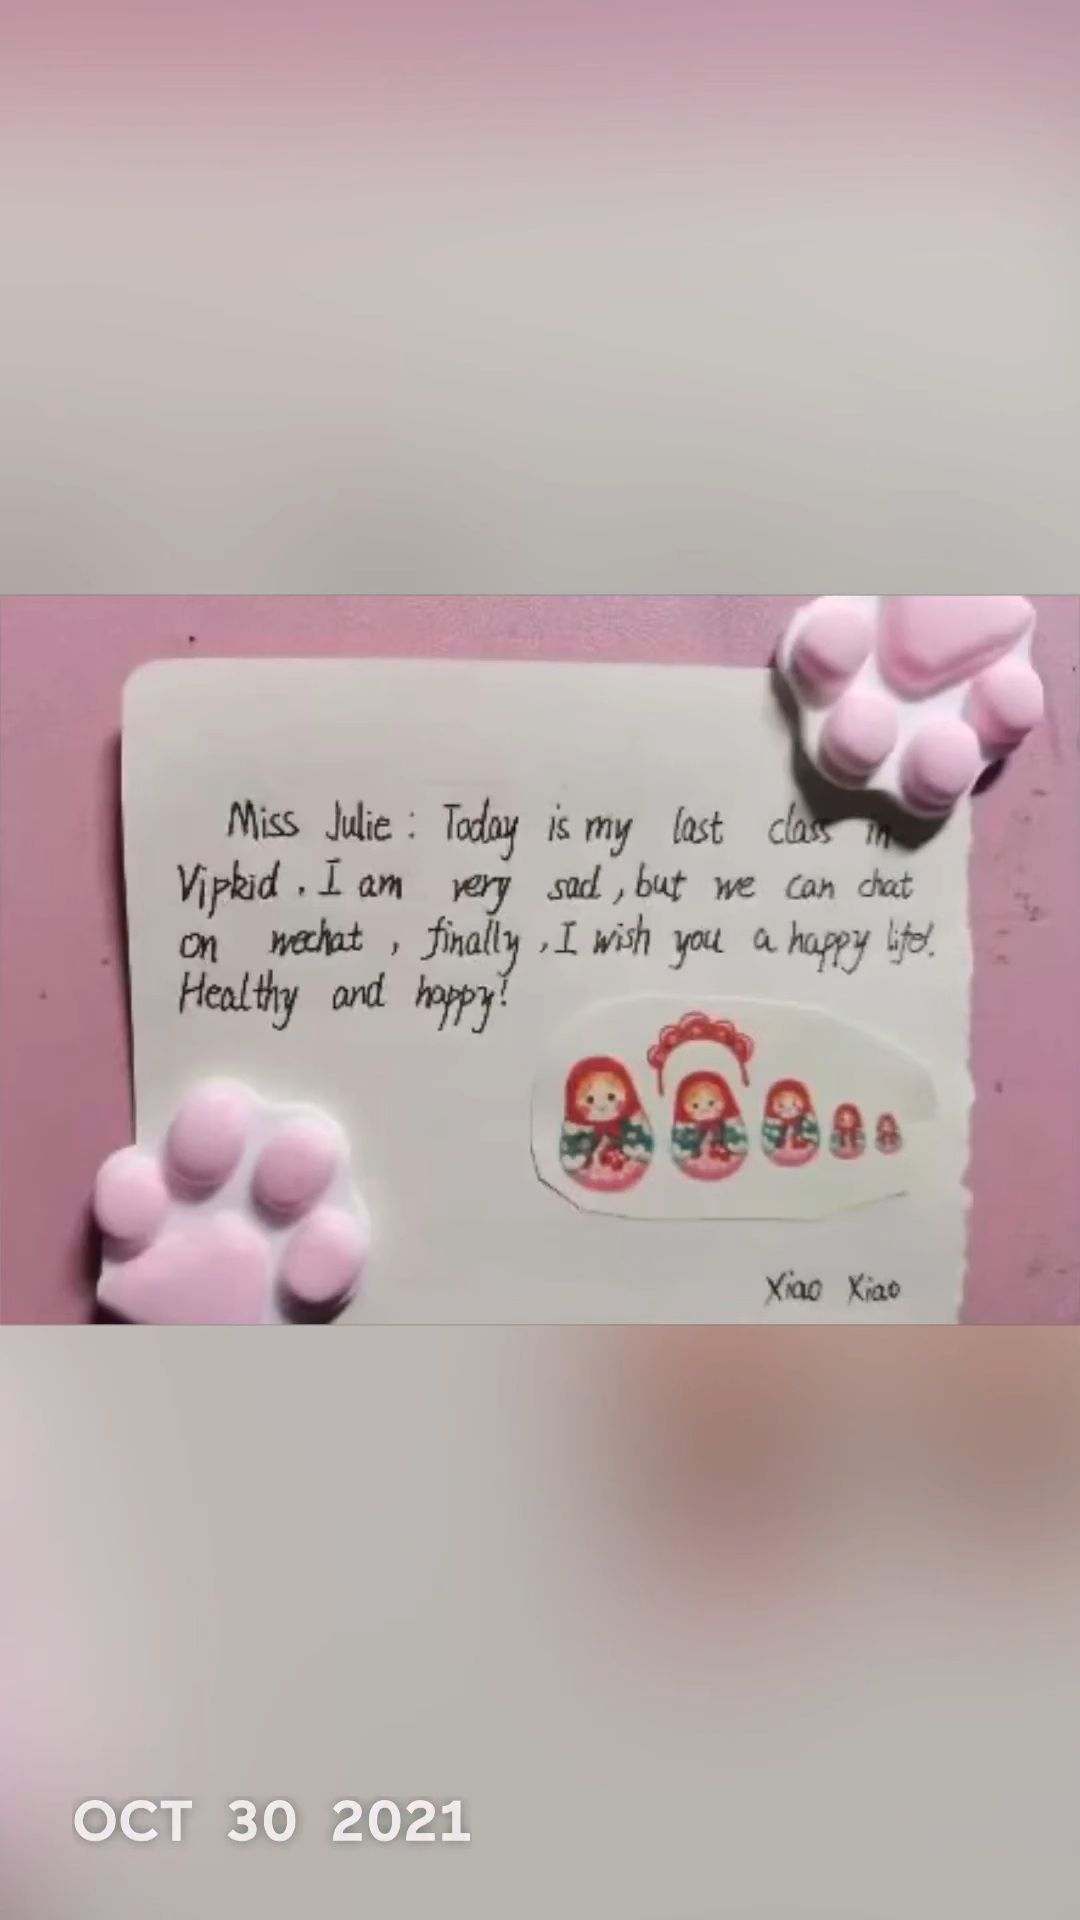 Miss Julie: Today is my last class in
Vipkid. I am very sad, but we can chat
on wechat, finally, I wish you a happy life!
Healthy and happy!
Xiao Xiao
OCT 30 2021